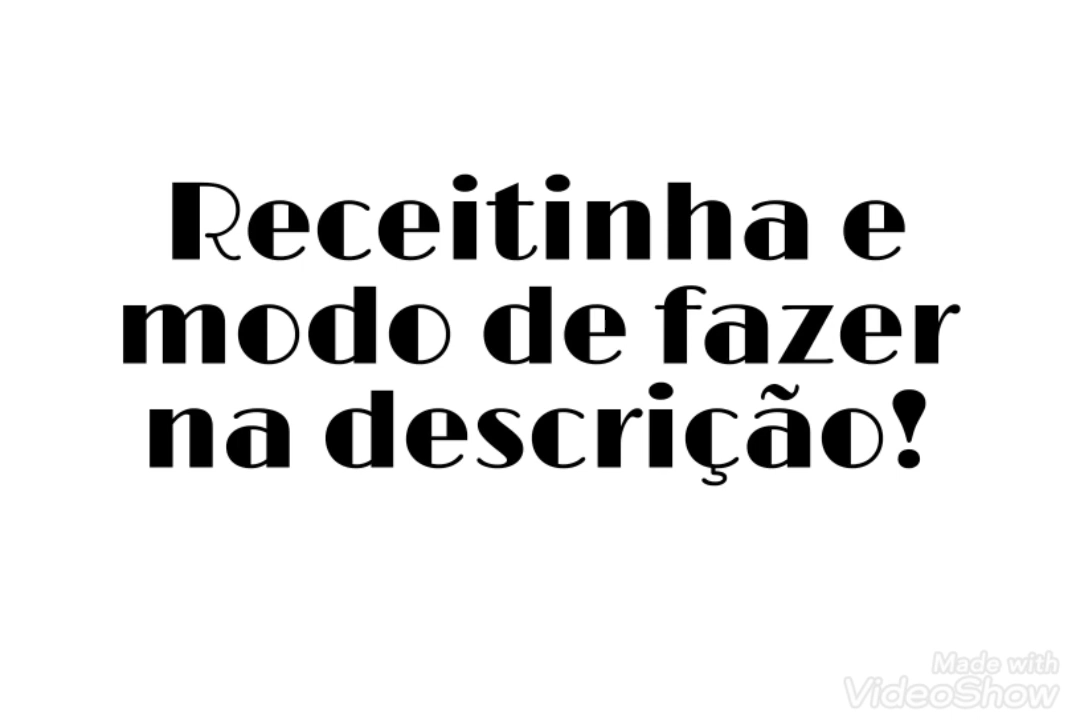 Receitinha e
modo de fazer
na descrição!
Made with
VideoShow